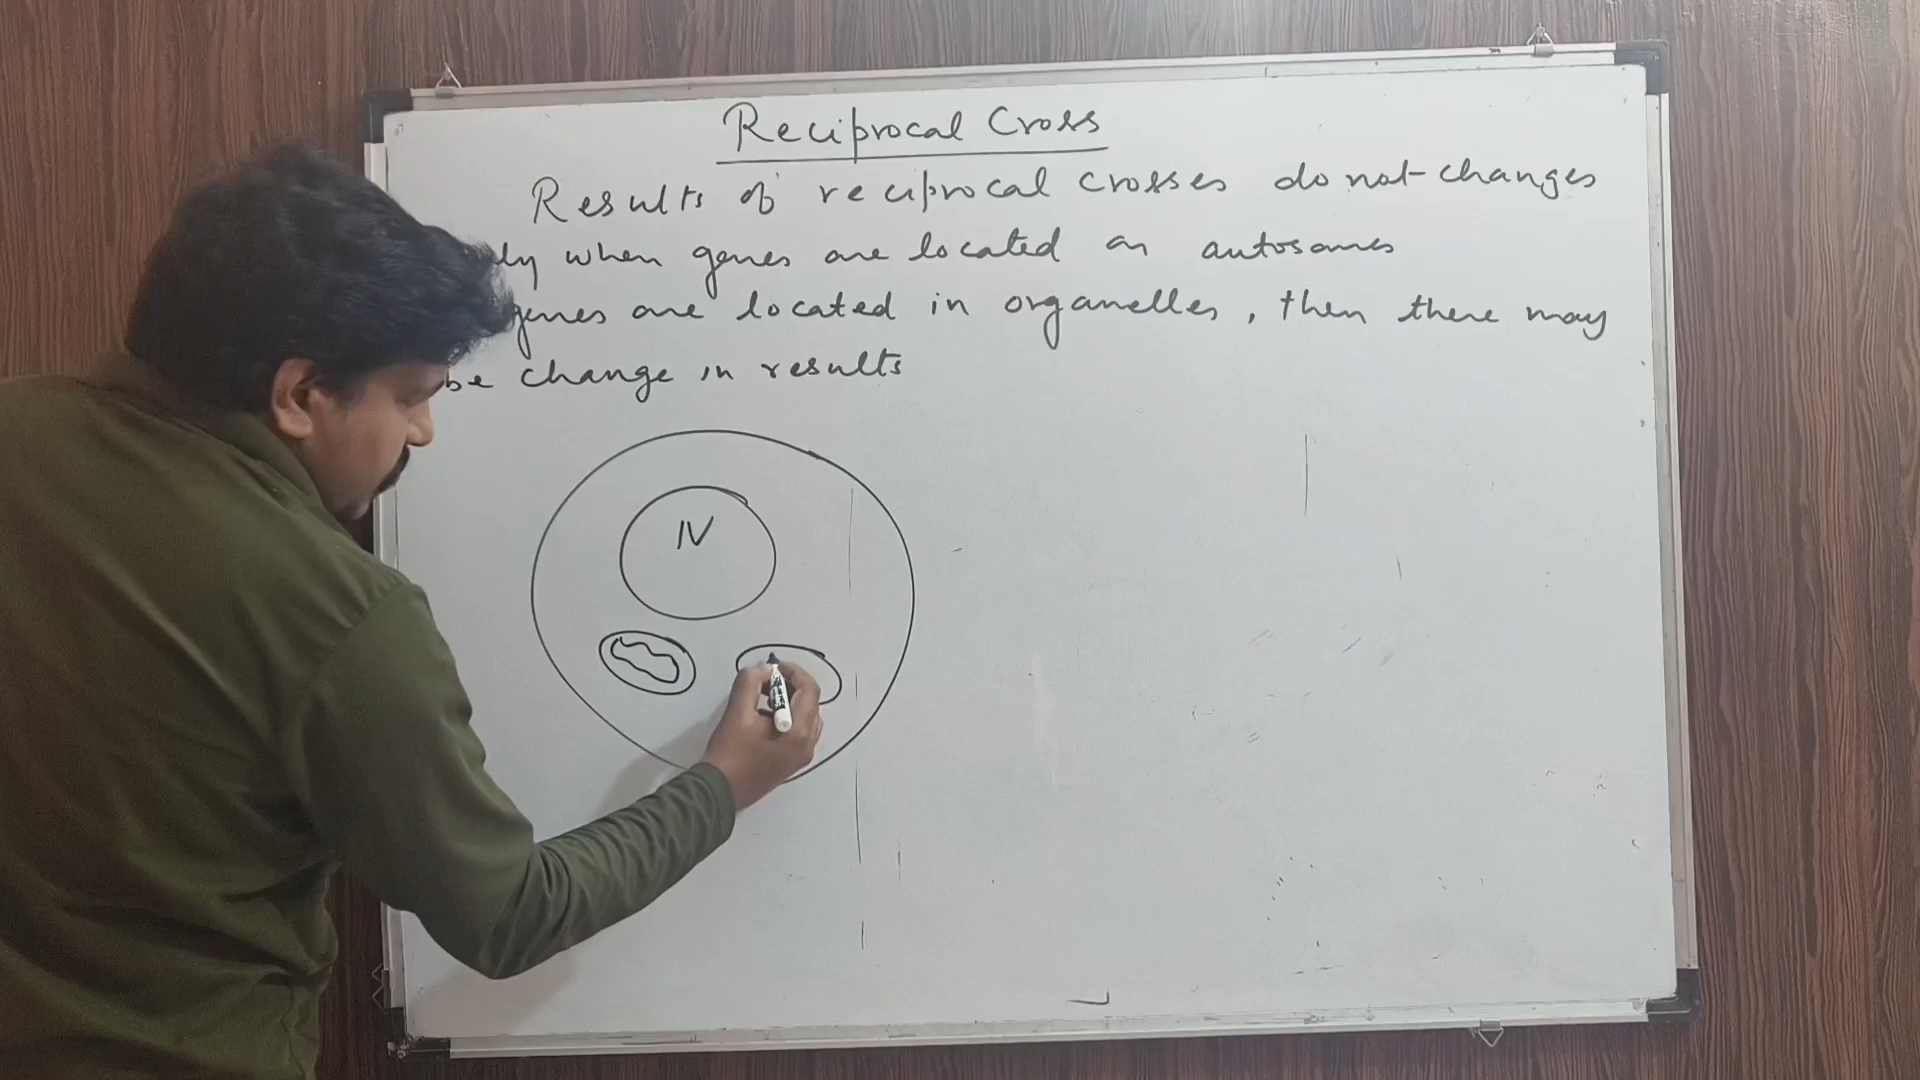 Reciprocal Cross
Results of reciprocal crosses do not changes
when genes are located on autosomes
genes are located in organelles, then there may
be change in results
N